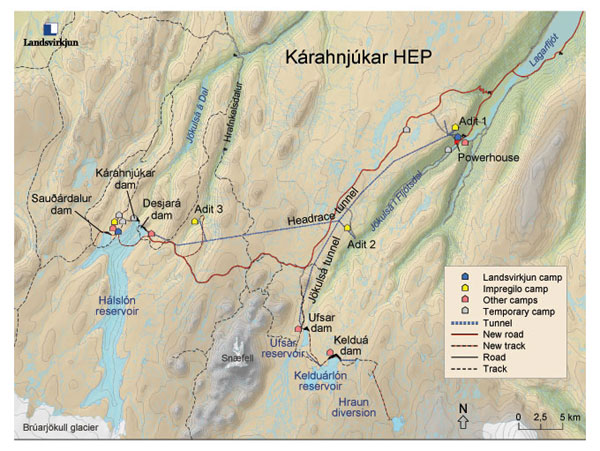 Landsvirkjun
Kárahnjúkar HEP
Lagarfljót
Jökulsá á Dal
Hrafnkelsdalur
Adit 1
Powerhouse
Kárahnjúkar
dam
Sauðárdalur
dam
Desjará
dam
Adit 3
Headrace tunnel
Adit 2
Jökulsá í Fljótsdal
Jökulsá tunnel
Hálslón
reservoir
Ufsar
dam
Ufsar
reservoir
Kelduá
dam
Snæfell
Kelduárlón
reservoir
Hraun
diversion
Brúarjökull glacier
Landsvirkjun camp
Impregilo camp
Other camps
Temporary camp
Tunnel
New road
New track
Road
Track
N
0 2,5 5 km